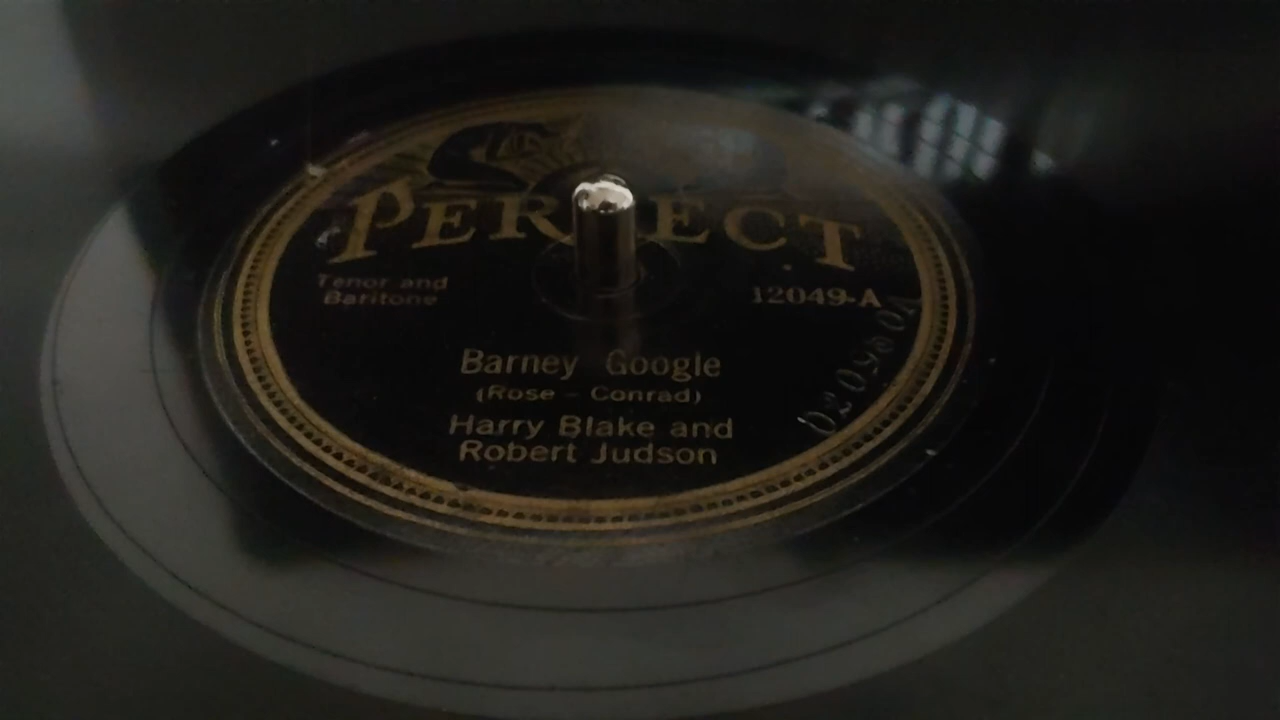 PERFECT
Tenor and
Baritone
12049-A
Barney Google
(Rose - Conrad)
Harry Blake and
Robert Judson